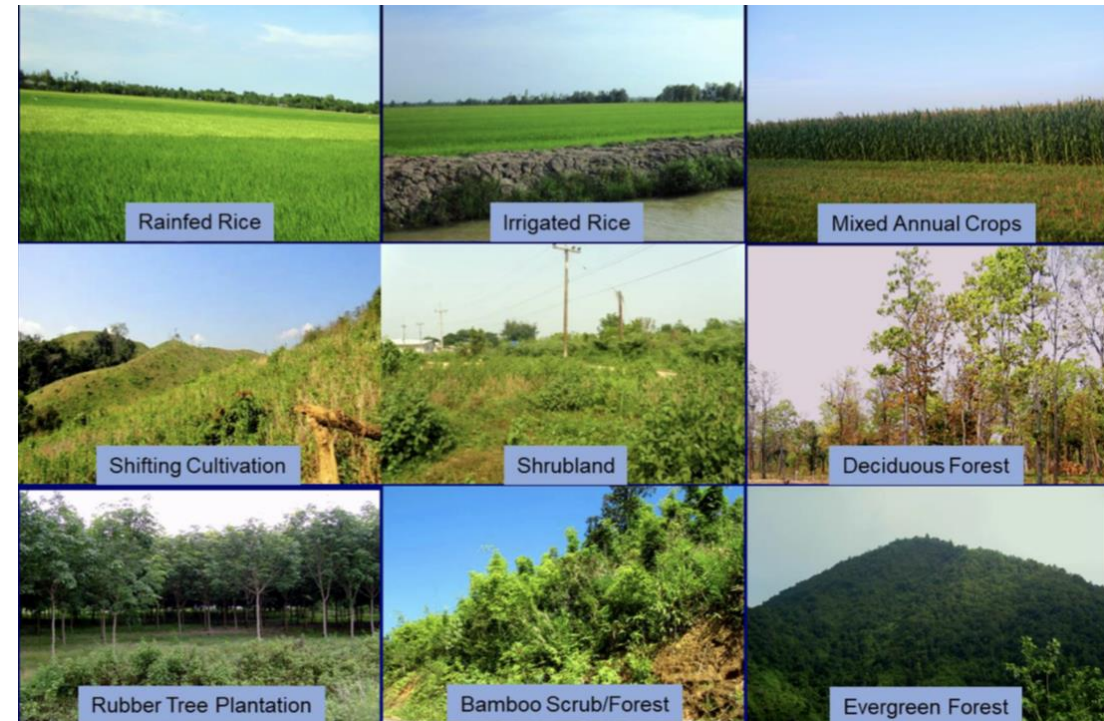 Rainfed Rice
Irrigated Rice
Mixed Annual Crops
Shifting Cultivation
Shrubland
Deciduous Forest
Rubber Tree Plantation
Bamboo Scrub/Forest
Evergreen Forest